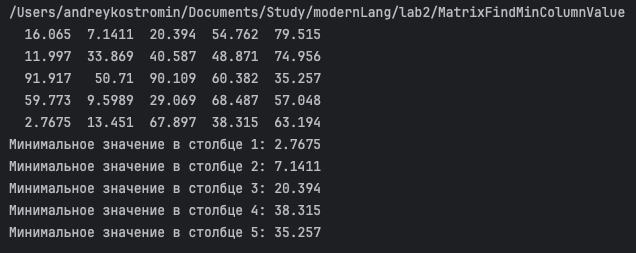 /Users/andreykostromin/Documents/Study/modernLang/lab2/MatrixFindMinColumnValue
16.065 7.1411 20.394 54.762 79.515
11.997 33.869 40.587 48.871 74.956
91.917 50.71 90.109 60.382 35.257
59.773 9.5989 29.069 68.487 57.048
2.7675 13.451 67.897 38.315 63.194
Минимальное значение в столбце 1: 2.7675
Минимальное значение в столбце 2: 7.1411
Минимальное значение в столбце 3: 20.394
Минимальное значение в столбце 4: 38.315
Минимальное значение в столбце 5: 35.257